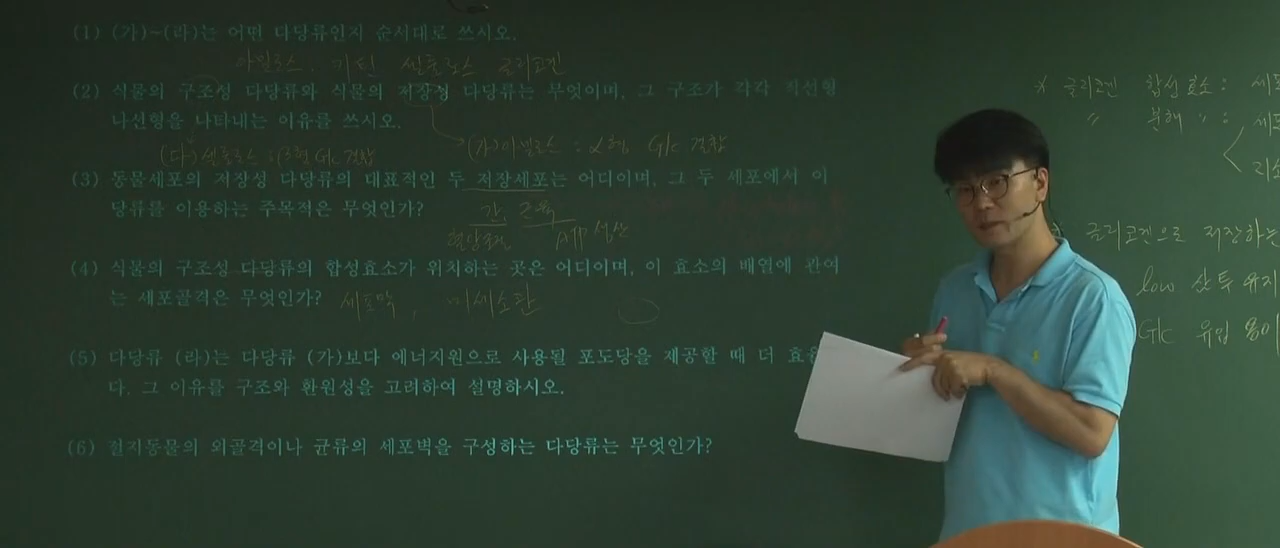 (1) (가)~(라)는 어떤 다당류인지 순서대로 쓰시오.
아밀로스, 키틴 셀룰로스 글리코겐
(2) 식물의 구조성 다당류와 식물의 저장성 다당류는 무엇이며, 그 구조가 각각 직선형
나선형을 나타내는 이유를 쓰시오.
(다) 셀룰로스 : β형 Glc 결합
(가) 아밀로스 : α형 Glc 결합
(3) 동물세포의 저장성 다당류의 대표적인 두 저장세포는 어디이며, 그 두 세포에서 이
당류를 이용하는 주목적은 무엇인가?
간, 근육
혈당조절 ATP 생산
(4) 식물의 구조성 다당류의 합성효소가 위치하는 곳은 어디이며, 이 효소의 배열에 관여
는 세포골격은 무엇인가? 세포막, 미세소관
(5) 다당류 (라)는 다당류 (가)보다 에너지원으로 사용될 포도당을 제공할 때 더 효율
다. 그 이유를 구조와 환원성을 고려하여 설명하시오.
(6) 절지동물의 외골격이나 균류의 세포벽을 구성하는 다당류는 무엇인가?
* 글리코겐 합성효소 : 세포
〃 분해 〃 : 세포
리소
글리코겐으로 저장하는
low 삼투 유지
Glc 유입 용이